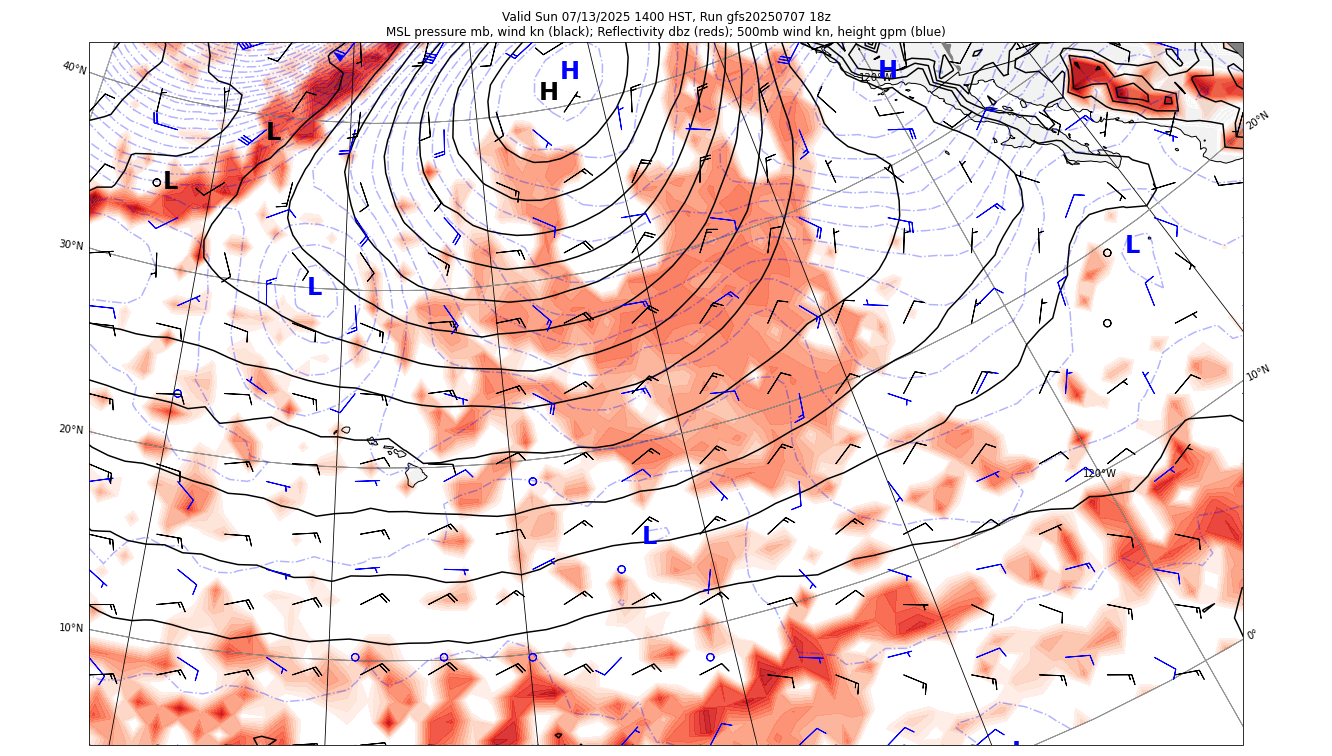 Valid Sun 07/13/2025 1400 HST, Run gfs20250707 18z
MSL pressure mb, wind kn (black); Reflectivity dbz (reds); 500mb wind kn, height gpm (blue)
40°N
H
H
H
120°W
20°N
L
L
30°N
L
L
10°N
20°N
120°W
L
10°N
0°